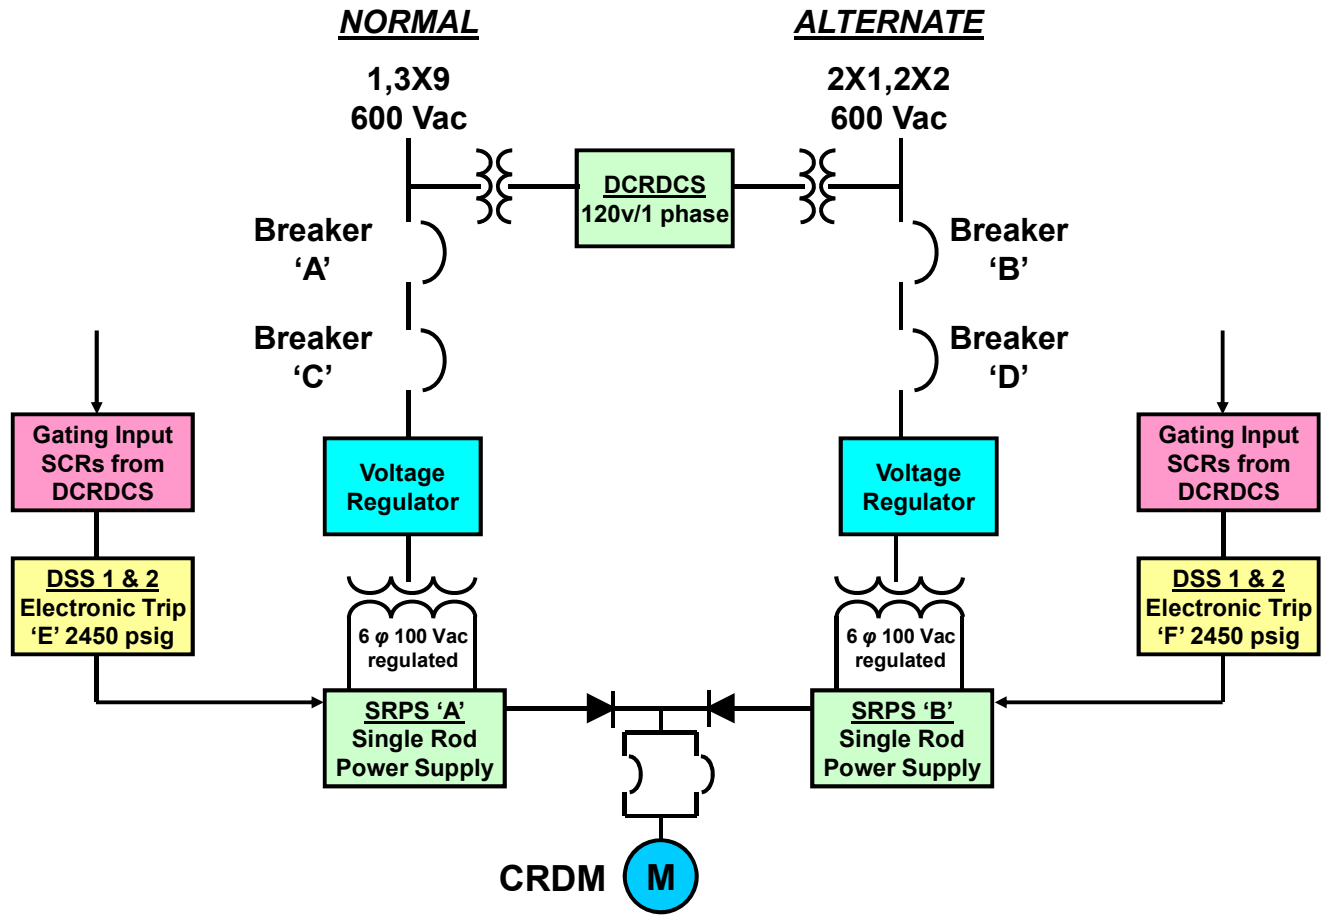 NORMAL
ALTERNATE
1,3X9
600 Vac
2X1,2X2
600 Vac
DCRDCS
120v/1 phase
Breaker
‘A’
Breaker
‘B’
Breaker
‘C’
Breaker
‘D’
Gating Input
SCRs from
DCRDCS
Voltage
Regulator
Voltage
Regulator
Gating Input
SCRs from
DCRDCS
DSS 1 & 2
Electronic Trip
‘E’ 2450 psig
6 φ 100 Vac
regulated
6 φ 100 Vac
regulated
DSS 1 & 2
Electronic Trip
‘F’ 2450 psig
SRPS ‘A’
Single Rod
Power Supply
SRPS ‘B’
Single Rod
Power Supply
CRDM
M